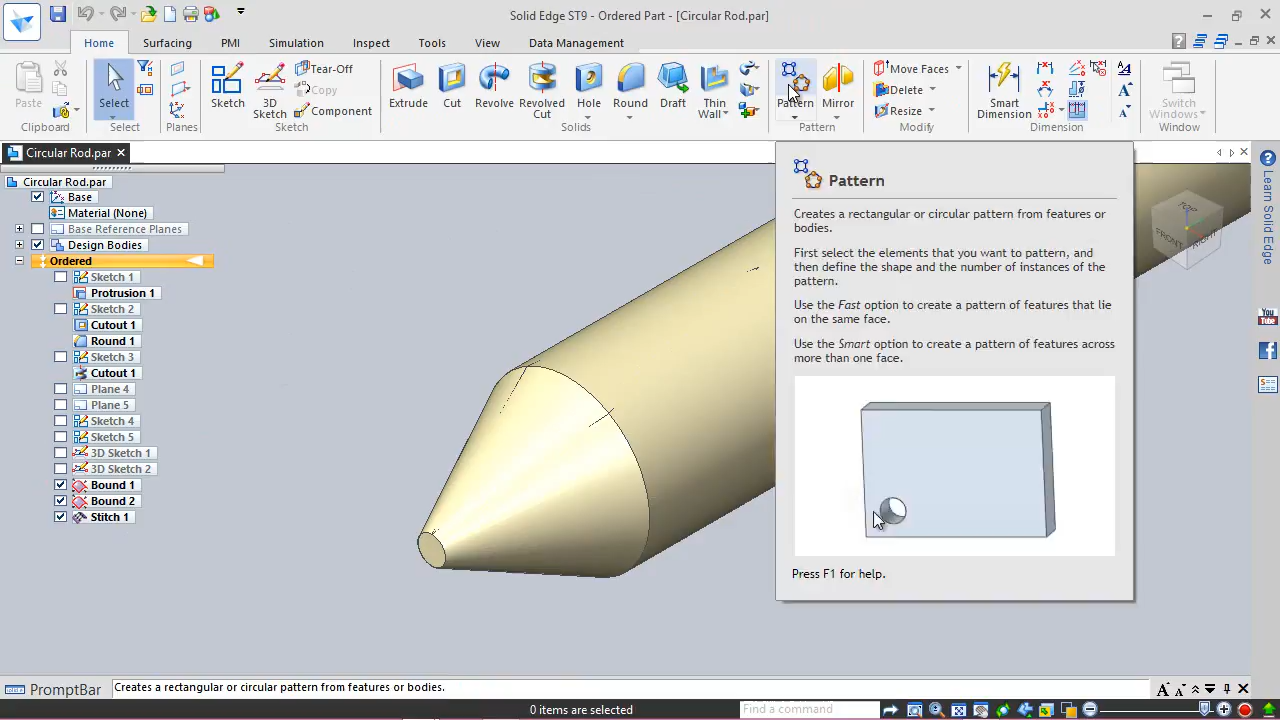 Solid Edge ST9 - Ordered Part - [Circular Rod.par]
Home Surfacing PMI Simulation Inspect Tools View Data Management
Paste
Clipboard
Select
Select
Planes
Sketch
3D Sketch
Tear-Off
Copy
Component
Sketch
Extrude
Cut
Revolve
Revolved Cut
Hole
Round
Draft
Thin Wall
Solids
Pattern
Mirror
Pattern
Move Faces
Delete
Resize
Modify
Smart Dimension
Dimension
Switch Windows
Window
Circular Rod.par
Circular Rod.par
Base
Material (None)
Base Reference Planes
Design Bodies
Ordered
Sketch 1
Protrusion 1
Sketch 2
Cutout 1
Round 1
Sketch 3
Cutout 1
Plane 4
Plane 5
Sketch 4
Sketch 5
3D Sketch 1
3D Sketch 2
Bound 1
Bound 2
Stitch 1
Pattern
Creates a rectangular or circular pattern from features or
bodies.
First select the elements that you want to pattern, and
then define the shape and the number of instances of the
pattern.
Use the Fast option to create a pattern of features that lie
on the same face.
Use the Smart option to create a pattern of features across
more than one face.
Press F1 for help.
TOP
FRONT
RIGHT
Learn Solid Edge
You
Tube
PromptBar
Creates a rectangular or circular pattern from features or bodies.
0 items are selected
Find a command